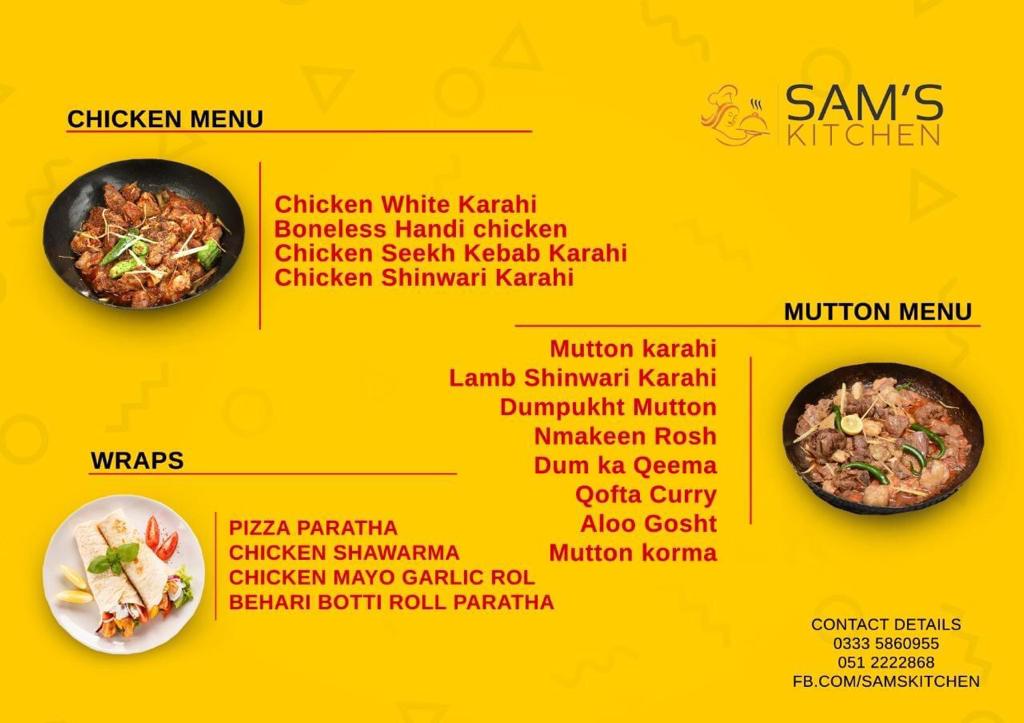 SAM'S
KITCHEN
CHICKEN MENU
Chicken White Karahi
Boneless Handi chicken
Chicken Seekh Kebab Karahi
Chicken Shinwari Karahi
MUTTON MENU
Mutton karahi
Lamb Shinwari Karahi
Dumpukht Mutton
Nmakeen Rosh
Dum ka Qeema
Qofta Curry
Aloo Gosht
Mutton korma
WRAPS
PIZZA PARATHA
CHICKEN SHAWARMA
CHICKEN MAYO GARLIC ROL
BEHARI BOTTI ROLL PARATHA
CONTACT DETAILS
0333 5860955
051 2222868
FB.COM/SAMSKITCHEN